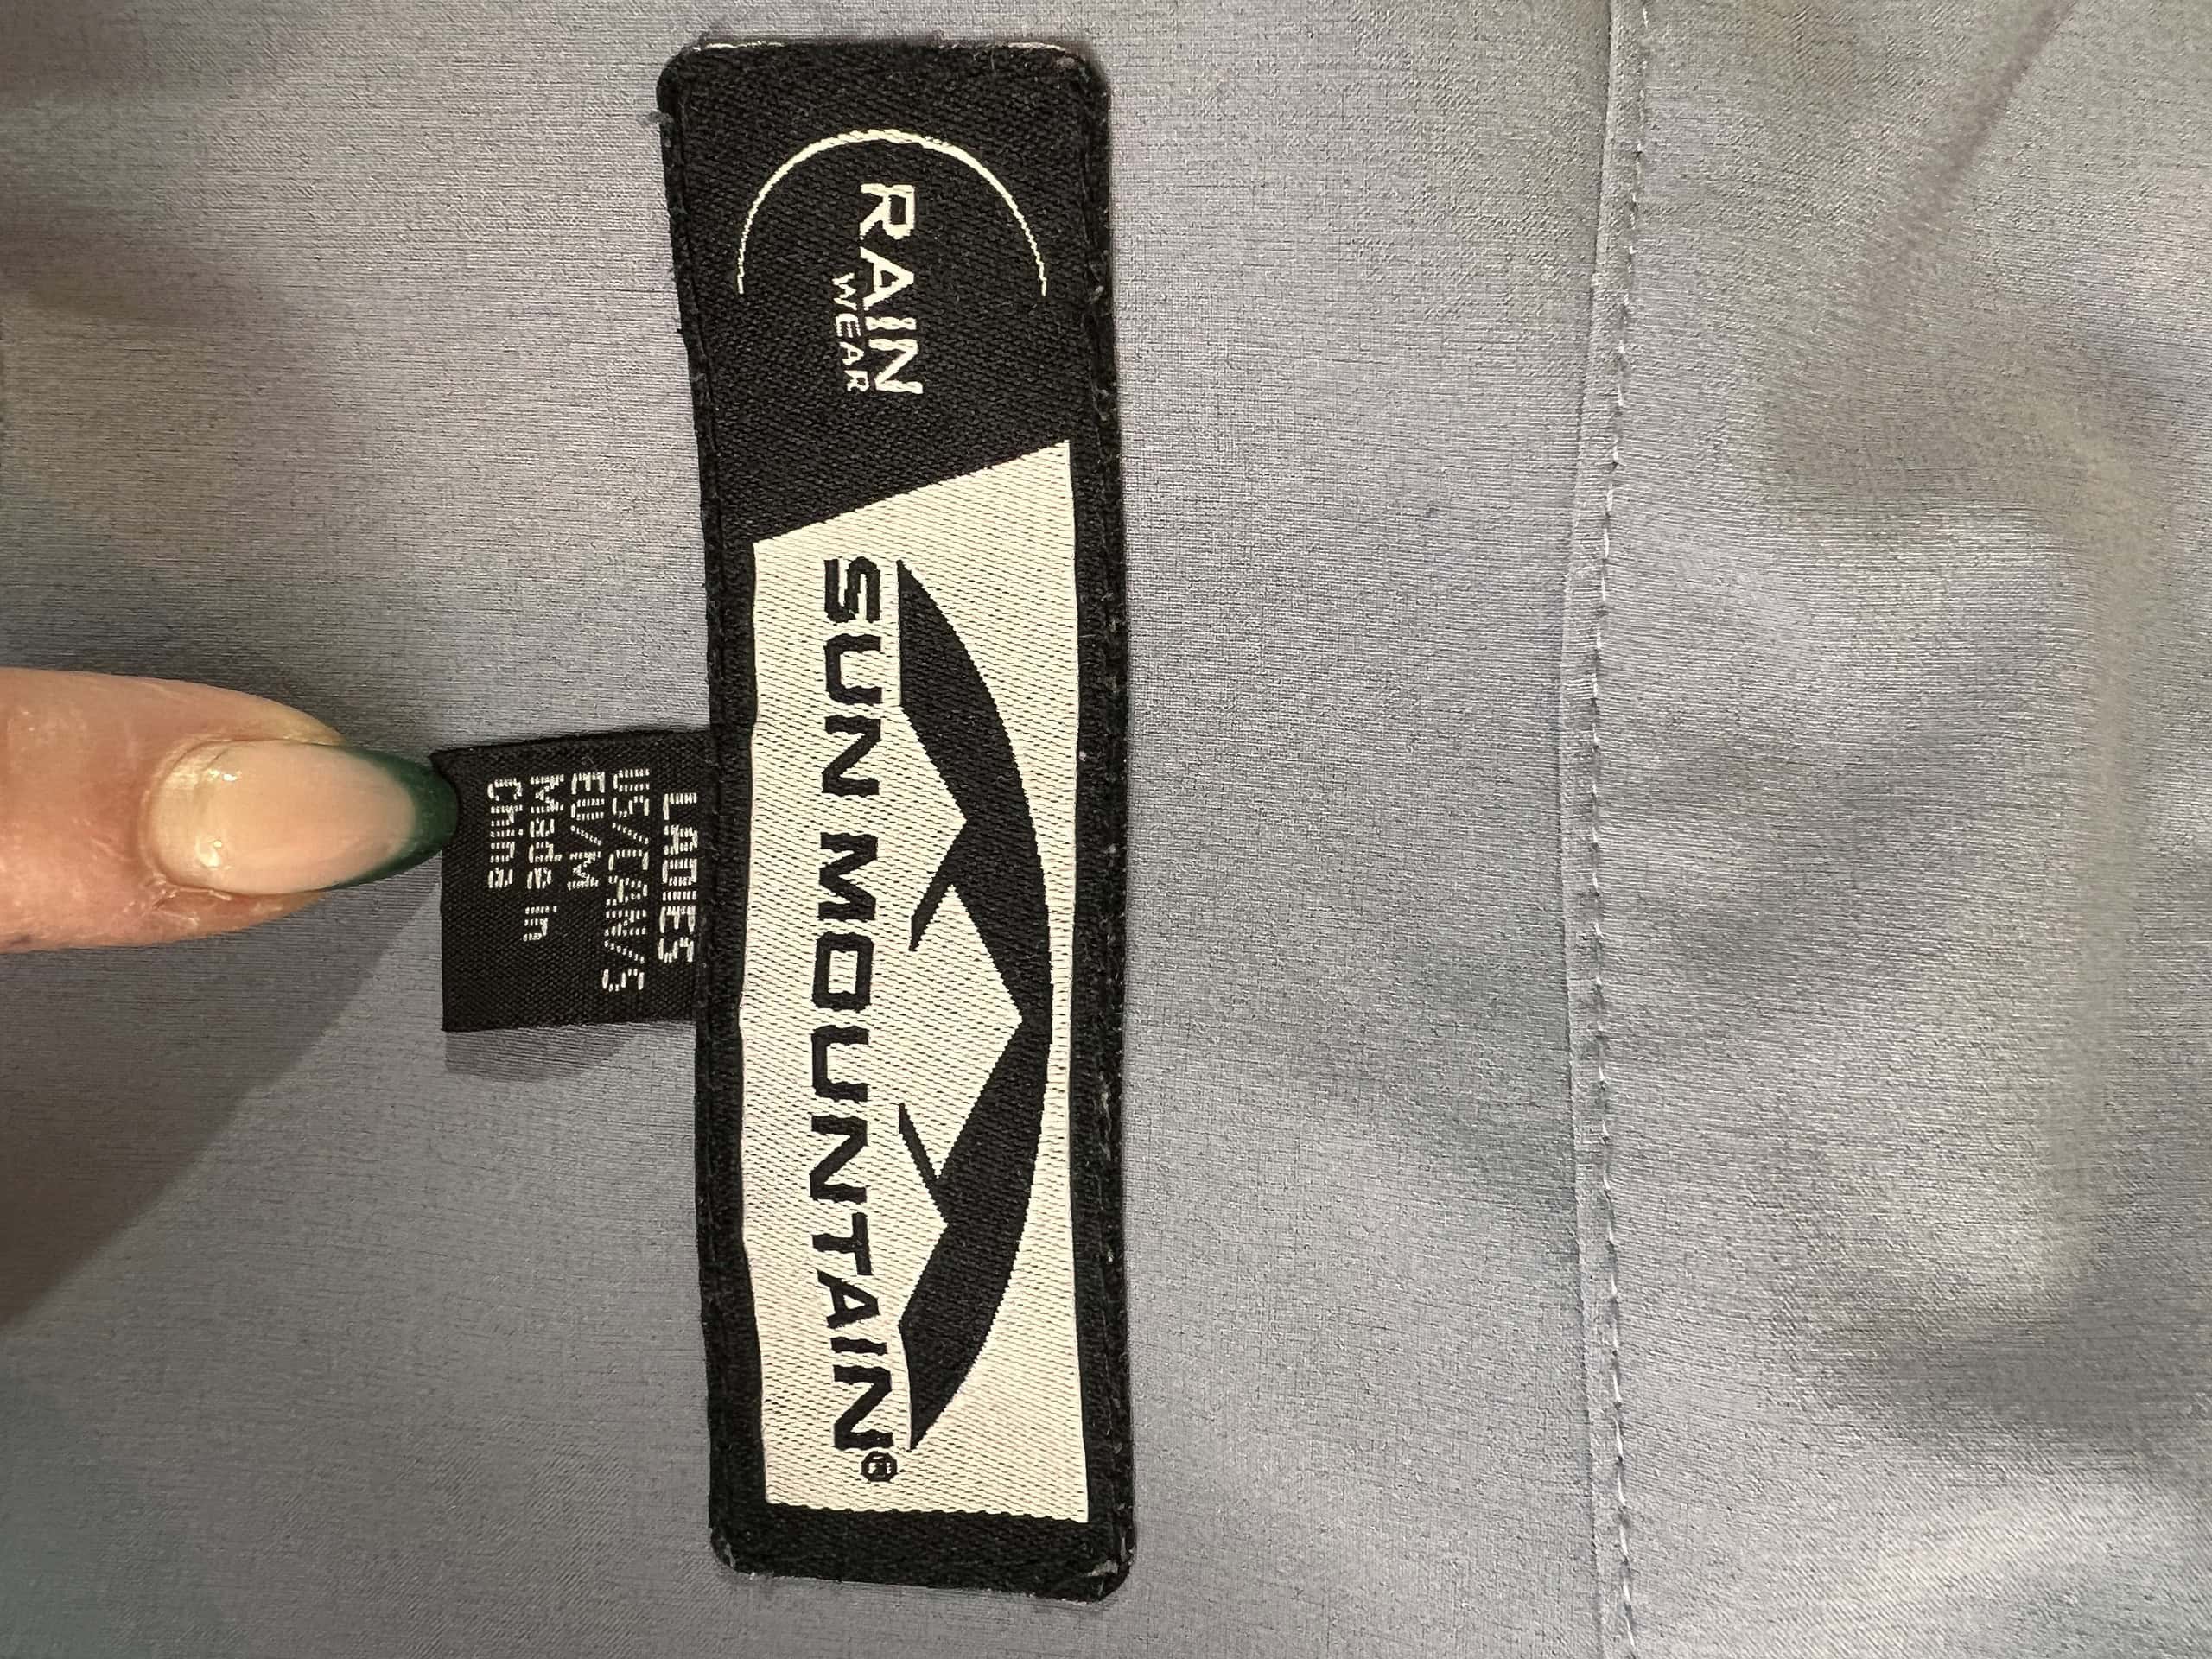 RAIN
WEAR
SUN MOUNTAIN®
LADIES
US/CAN/S
EU/M
Made in
China